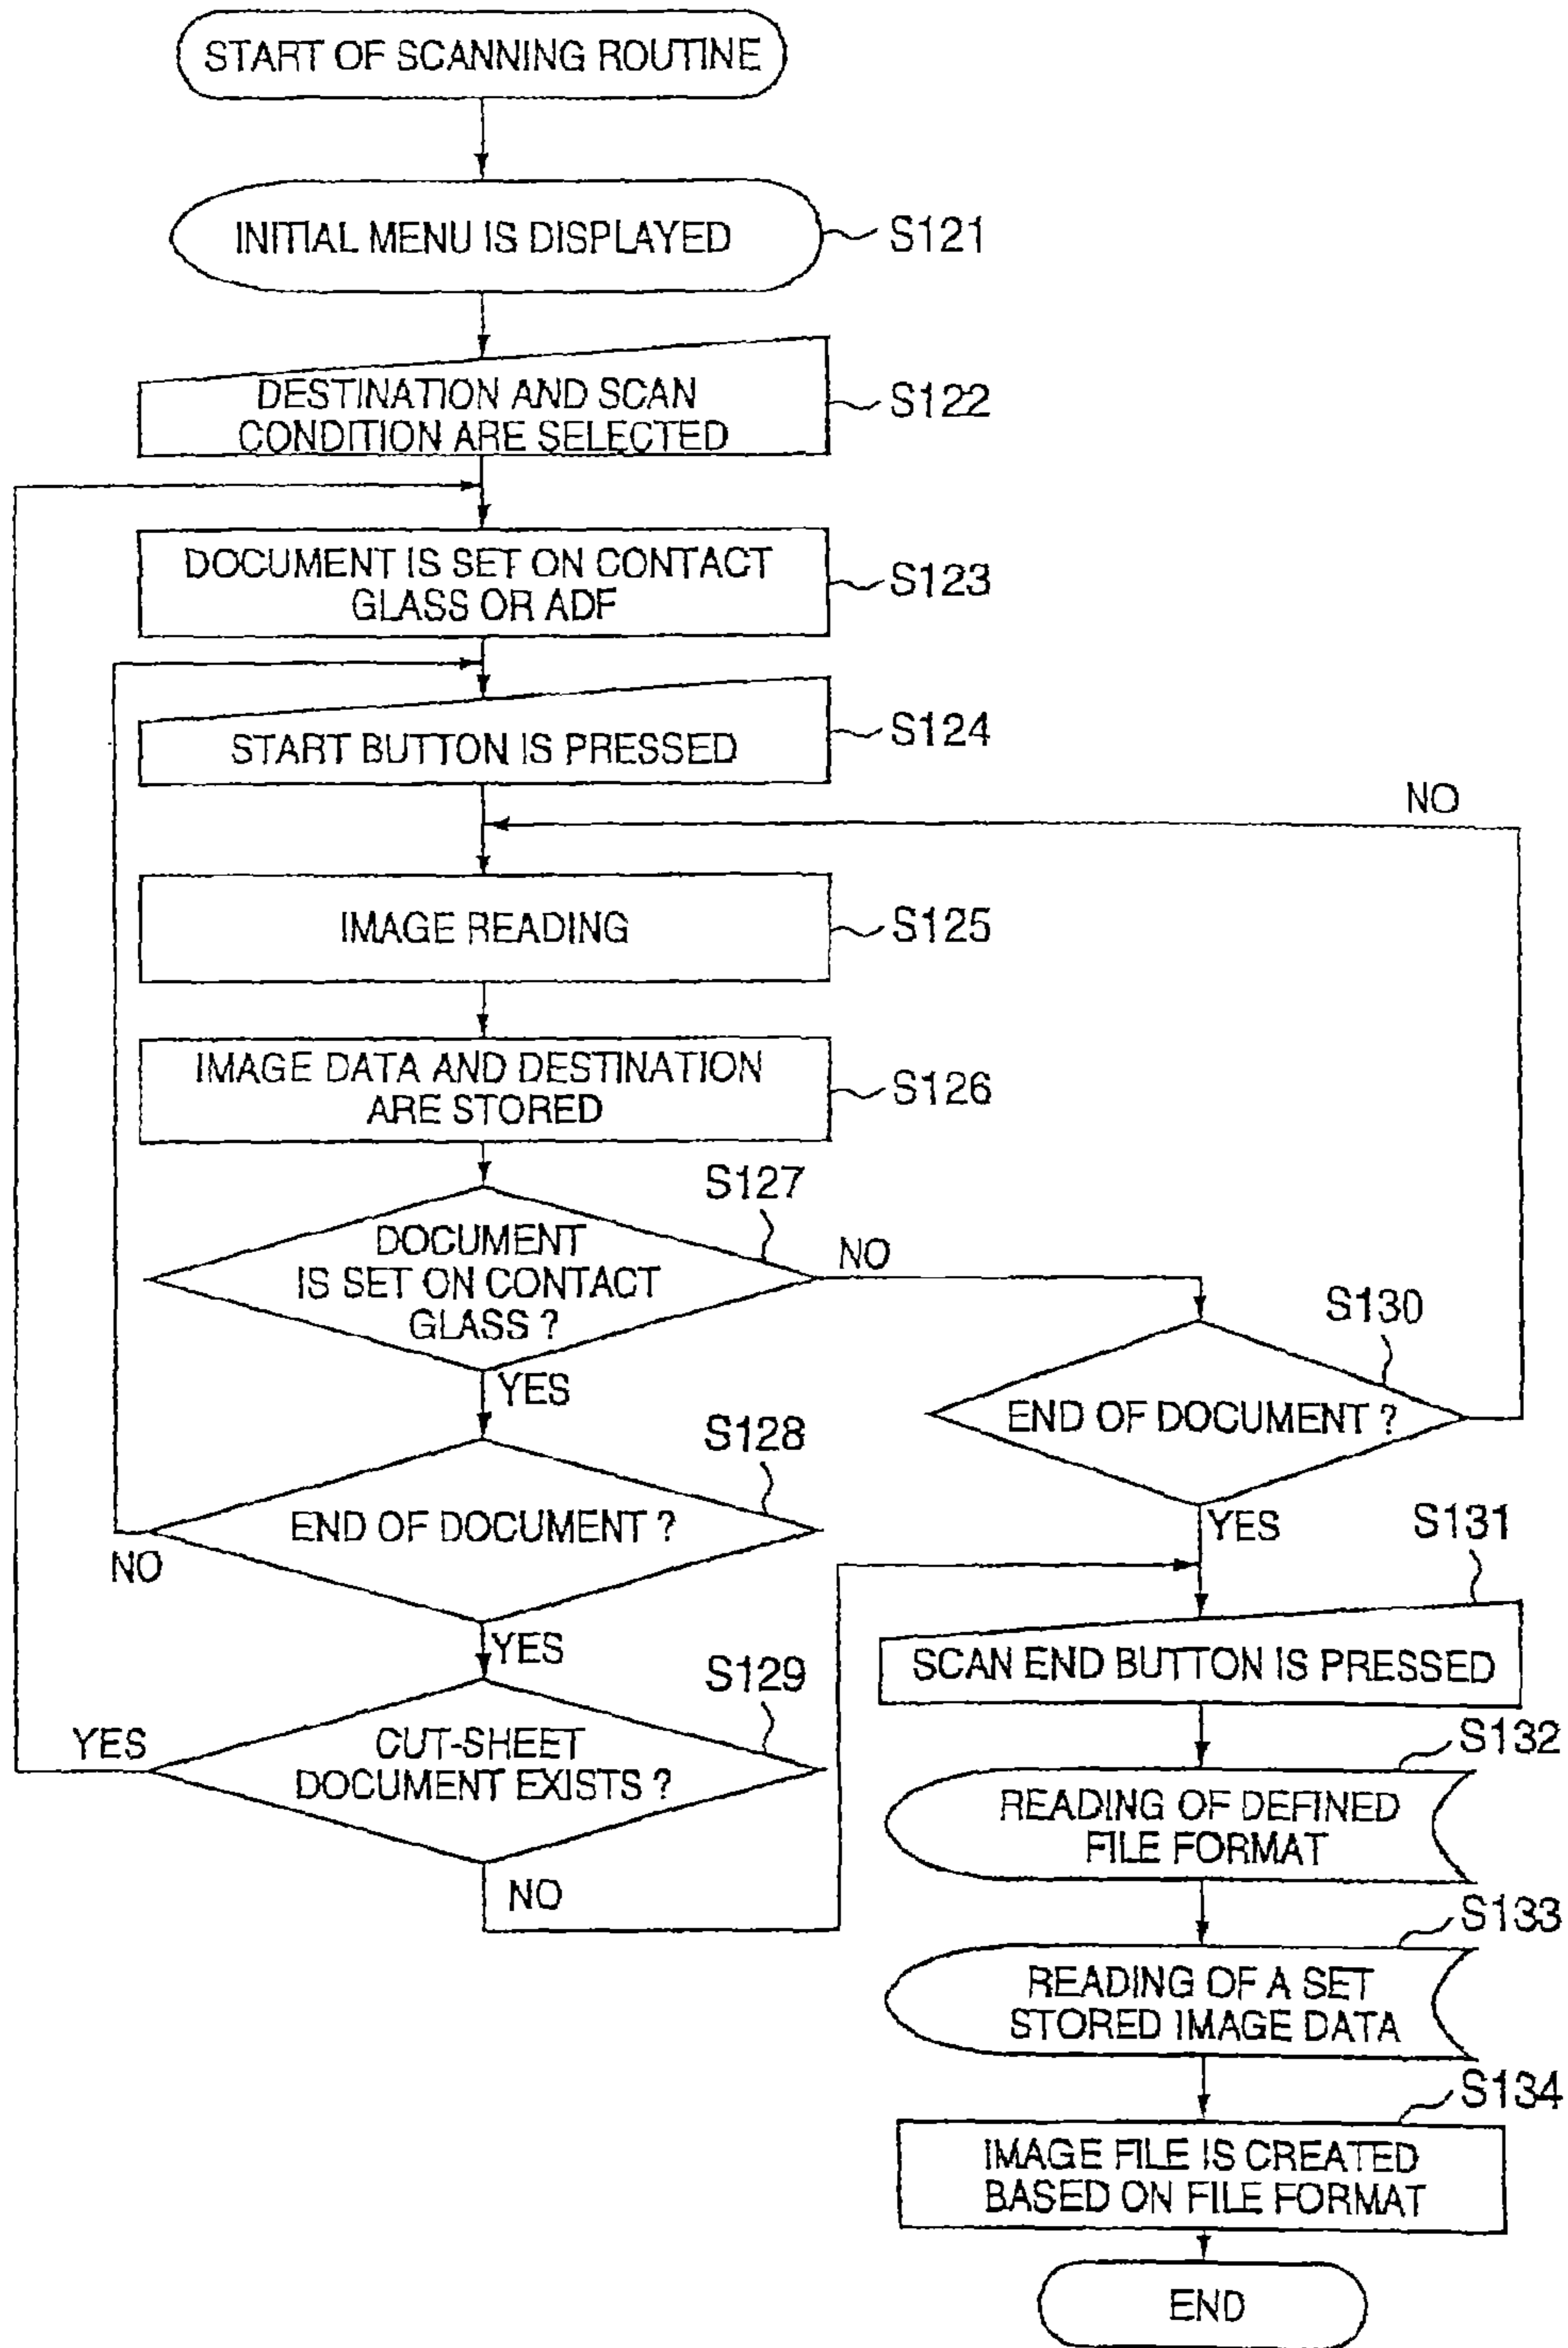 START OF SCANNING ROUTINE
INITIAL MENU IS DISPLAYED
S121
DESTINATION AND SCAN
CONDITION ARE SELECTED
S122
DOCUMENT IS SET ON CONTACT
GLASS OR ADF
S123
START BUTTON IS PRESSED
S124
NO
IMAGE READING
S125
IMAGE DATA AND DESTINATION
ARE STORED
S126
S127
DOCUMENT
IS SET ON CONTACT
GLASS ?
NO
YES
S130
END OF DOCUMENT ?
YES
S128
END OF DOCUMENT ?
NO
YES
S129
CUT-SHEET
DOCUMENT EXISTS ?
YES
NO
S131
SCAN END BUTTON IS PRESSED
S132
READING OF DEFINED
FILE FORMAT
S133
READING OF A SET
STORED IMAGE DATA
S134
IMAGE FILE IS CREATED
BASED ON FILE FORMAT
END